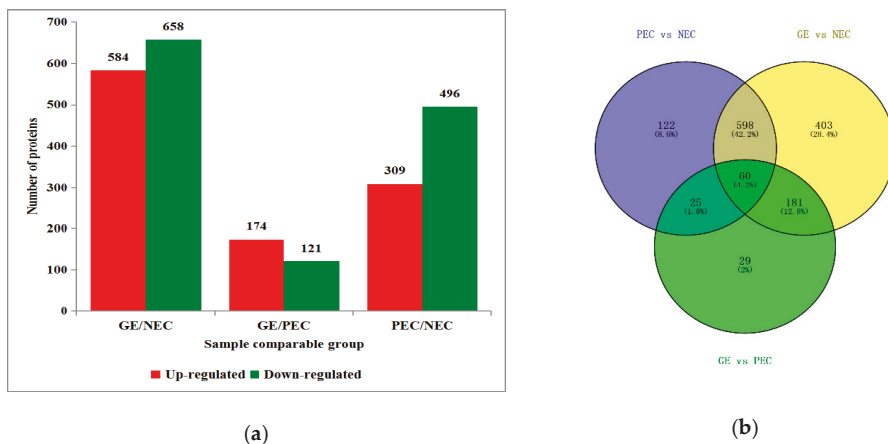 700
600
500
400
300
200
100
0
Number of proteins
584
658
174
121
309
496
GE/NEC
GE/PEC
PEC/NEC
Sample comparable group
Up-regulated
Down-regulated
(a)
PEC vs NEC
GE vs NEC
122
(8.6%)
598
(42.2%)
403
(28.4%)
60
(4.2%)
25
(1.8%)
181
(12.8%)
29
(2%)
GE vs PEC
(b)